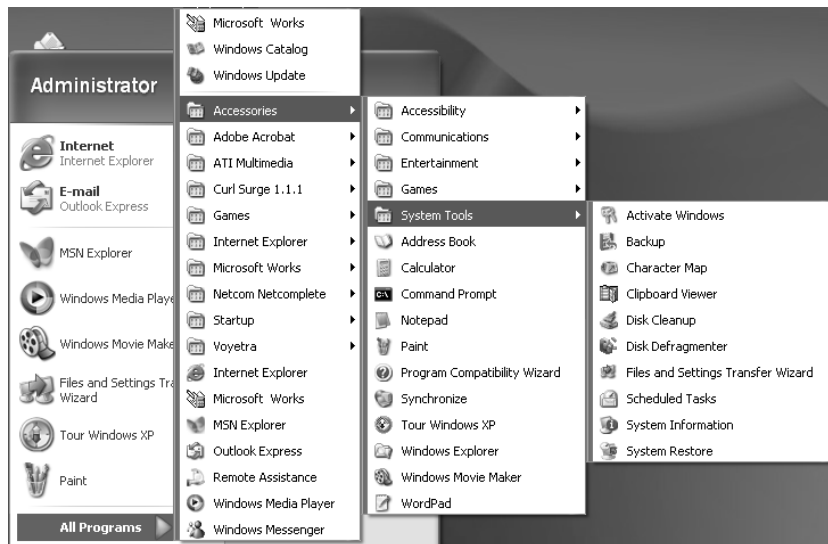 Administrator
Internet
Internet Explorer
E-mail
Outlook Express
MSN Explorer
Windows Media Playe
Windows Movie Make
Files and Settings Tra
Wizard
Tour Windows XP
Paint
All Programs
Microsoft Works
Windows Catalog
Windows Update
Accessories
Adobe Acrobat
ATI Multimedia
Curl Surge 1.1.1
Games
Internet Explorer
Microsoft Works
Netcom Netcomplete
Startup
Voyetra
Internet Explorer
Microsoft Works
MSN Explorer
Outlook Express
Remote Assistance
Windows Media Player
Windows Messenger
Accessibility
Communications
Entertainment
Games
System Tools
Address Book
Calculator
Command Prompt
Notepad
Paint
Program Compatibility Wizard
Synchronize
Tour Windows XP
Windows Explorer
Windows Movie Maker
WordPad
Activate Windows
Backup
Character Map
Clipboard Viewer
Disk Cleanup
Disk Defragmenter
Files and Settings Transfer Wizard
Scheduled Tasks
System Information
System Restore